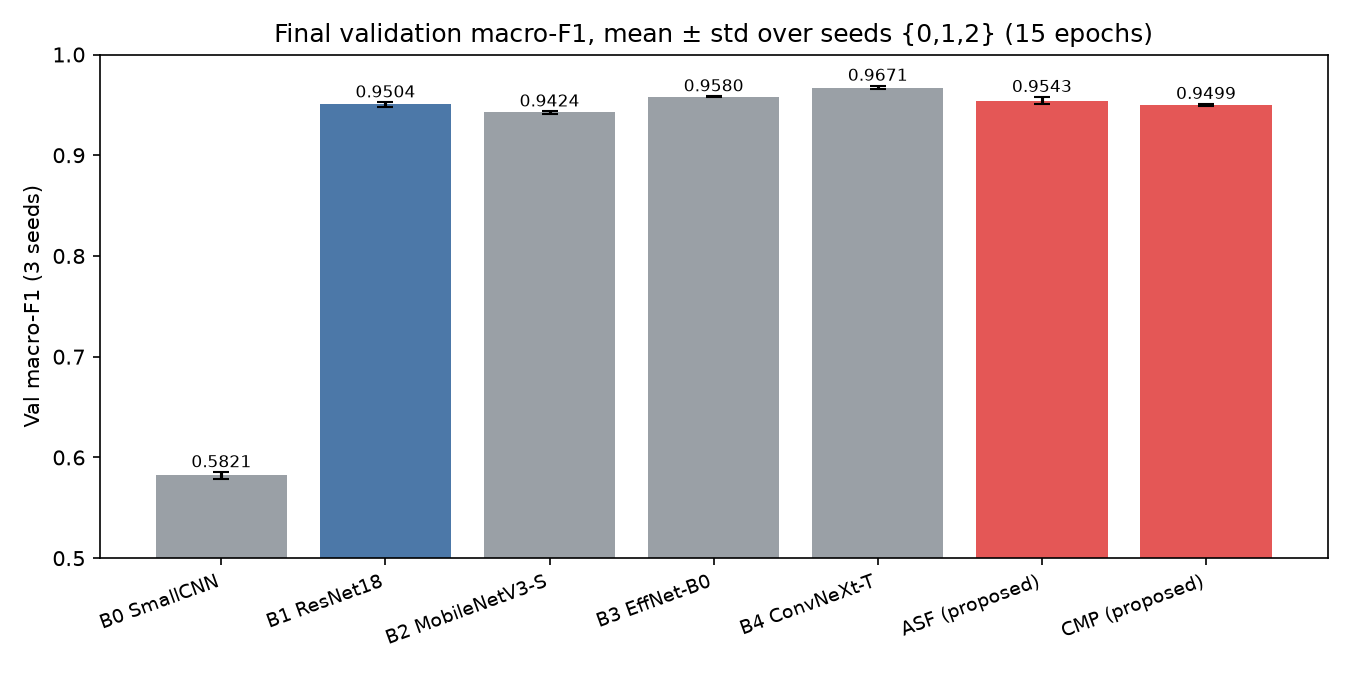 Final validation macro-F1, mean ± std over seeds {0,1,2} (15 epochs)
Val macro-F1 (3 seeds)
1.0
0.9
0.8
0.7
0.6
0.5
0.5821
0.9504
0.9424
0.9580
0.9671
0.9543
0.9499
B0 SmallCNN
B1 ResNet18
B2 MobileNetV3-S
B3 EffNet-B0
B4 ConvNeXt-T
ASF (proposed)
CMP (proposed)